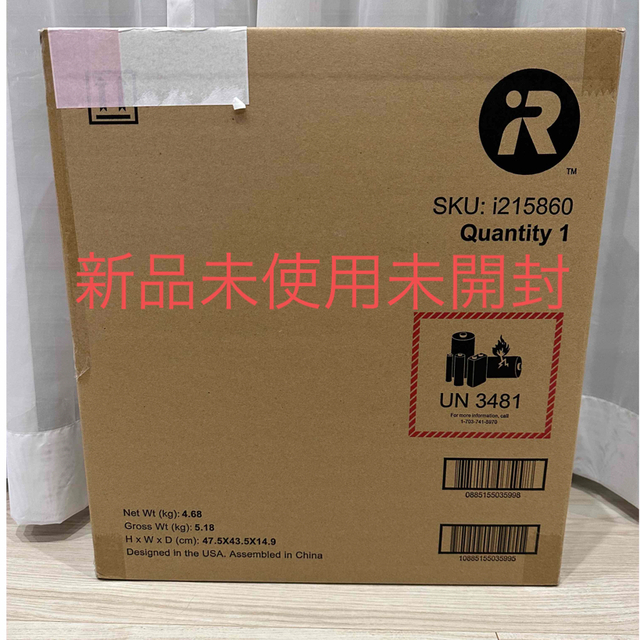 R
TM
SKU: i215860
Quantity 1
新品未使用未開封
UN 3481
For more information, call
1-703-741-5970
0885155035998
Net Wt (kg): 4.68
Gross Wt (kg): 5.18
H x W x D (cm): 47.5X43.5X14.9
Designed in the USA. Assembled in China
10885155035995